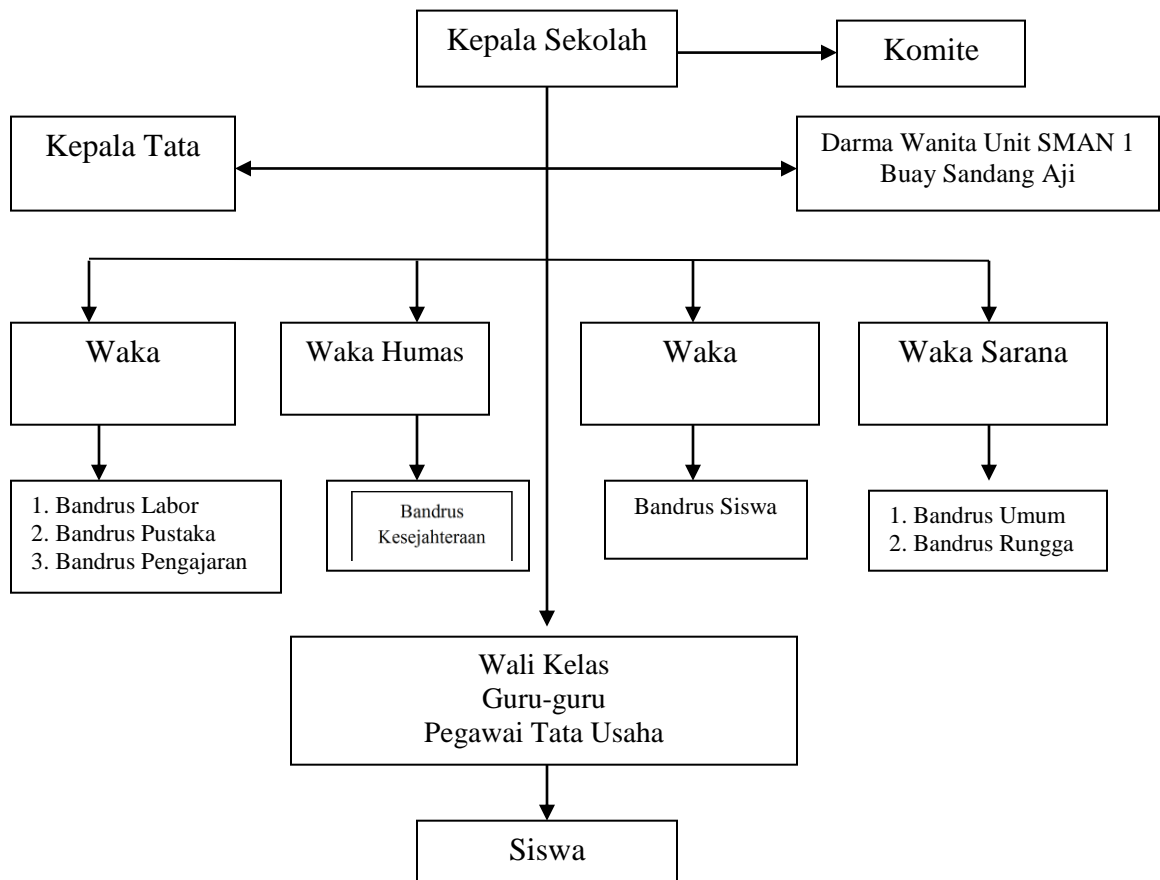 Kepala Sekolah
Komite
Kepala Tata
Darma Wanita Unit SMAN 1
Buay Sandang Aji
Waka
Waka Humas
Waka
Waka Sarana
1. Bandrus Labor
2. Bandrus Pustaka
3. Bandrus Pengajaran
Bandrus
Kesejahteraan
Bandrus Siswa
1. Bandrus Umum
2. Bandrus Rungga
Wali Kelas
Guru-guru
Pegawai Tata Usaha
Siswa